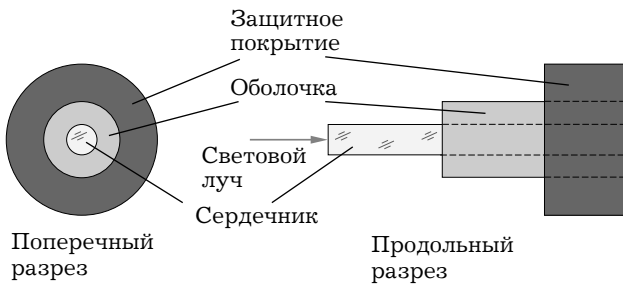 Защитное
покрытие
Оболочка
Световой
луч
Сердечник
Поперечный
разрез
Продольный
разрез